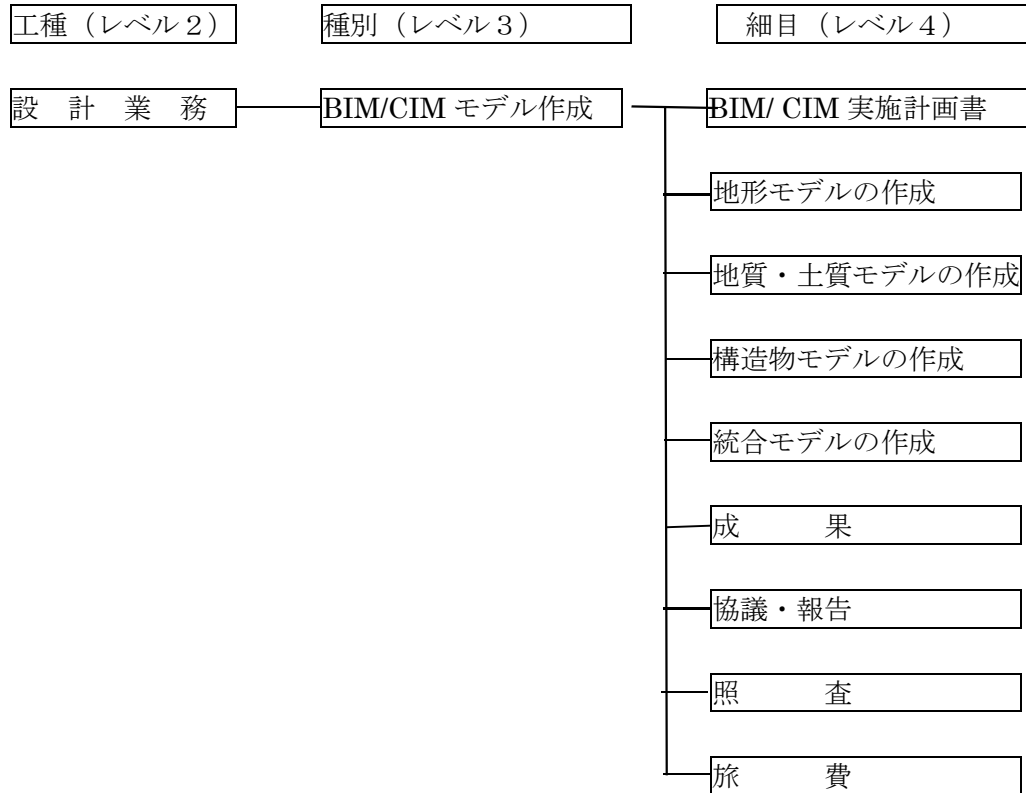 工種（レベル２） 種別（レベル３） 細目（レベル４）
設　計　業　務 BIM/CIM モデル作成 BIM/ CIM 実施計画書
地形モデルの作成
地質・土質モデルの作成
構造物モデルの作成
統合モデルの作成
成　　　果
協議・報告
照　　　査
旅　　　費